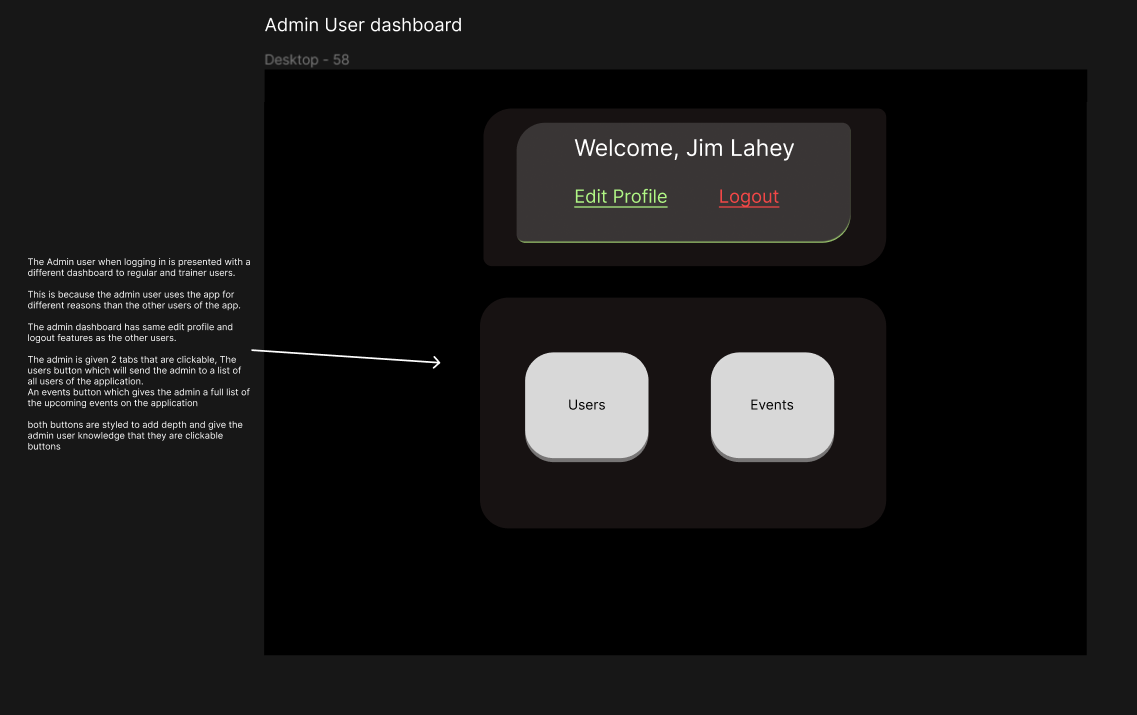 Admin User dashboard
Desktop - 58
Welcome, Jim Lahey
Edit Profile
Logout
The Admin user when logging in is presented with a
different dashboard to regular and trainer users.
This is because the admin user uses the app for
different reasons than the other users of the app.
The admin dashboard has same edit profile and
logout features as the other users.
The admin is given 2 tabs that are clickable, The
users button which will send the admin to a list of
all users of the application.
An events button which gives the admin a full list of
the upcoming events on the application
both buttons are styled to add depth and give the
admin user knowledge that they are clickable
buttons
Users
Events